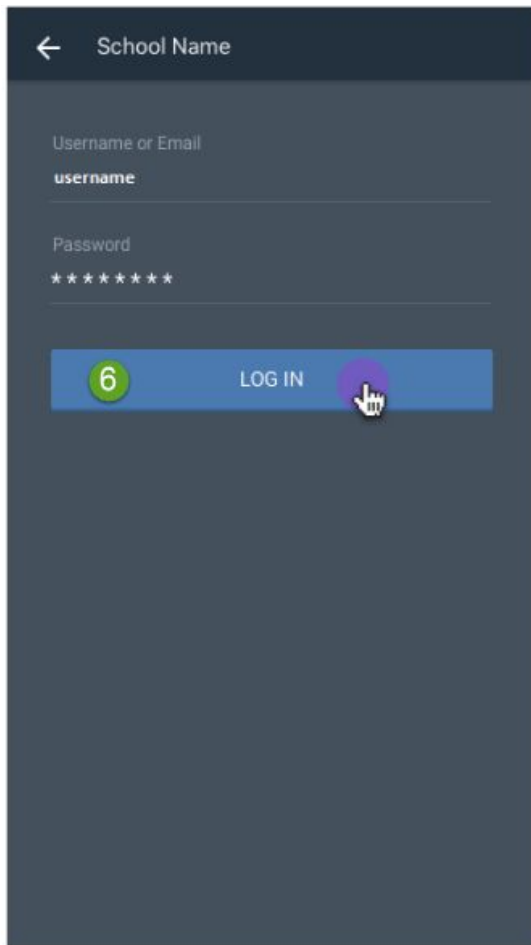 School Name
Username or Email
username
Password
********
6 LOG IN